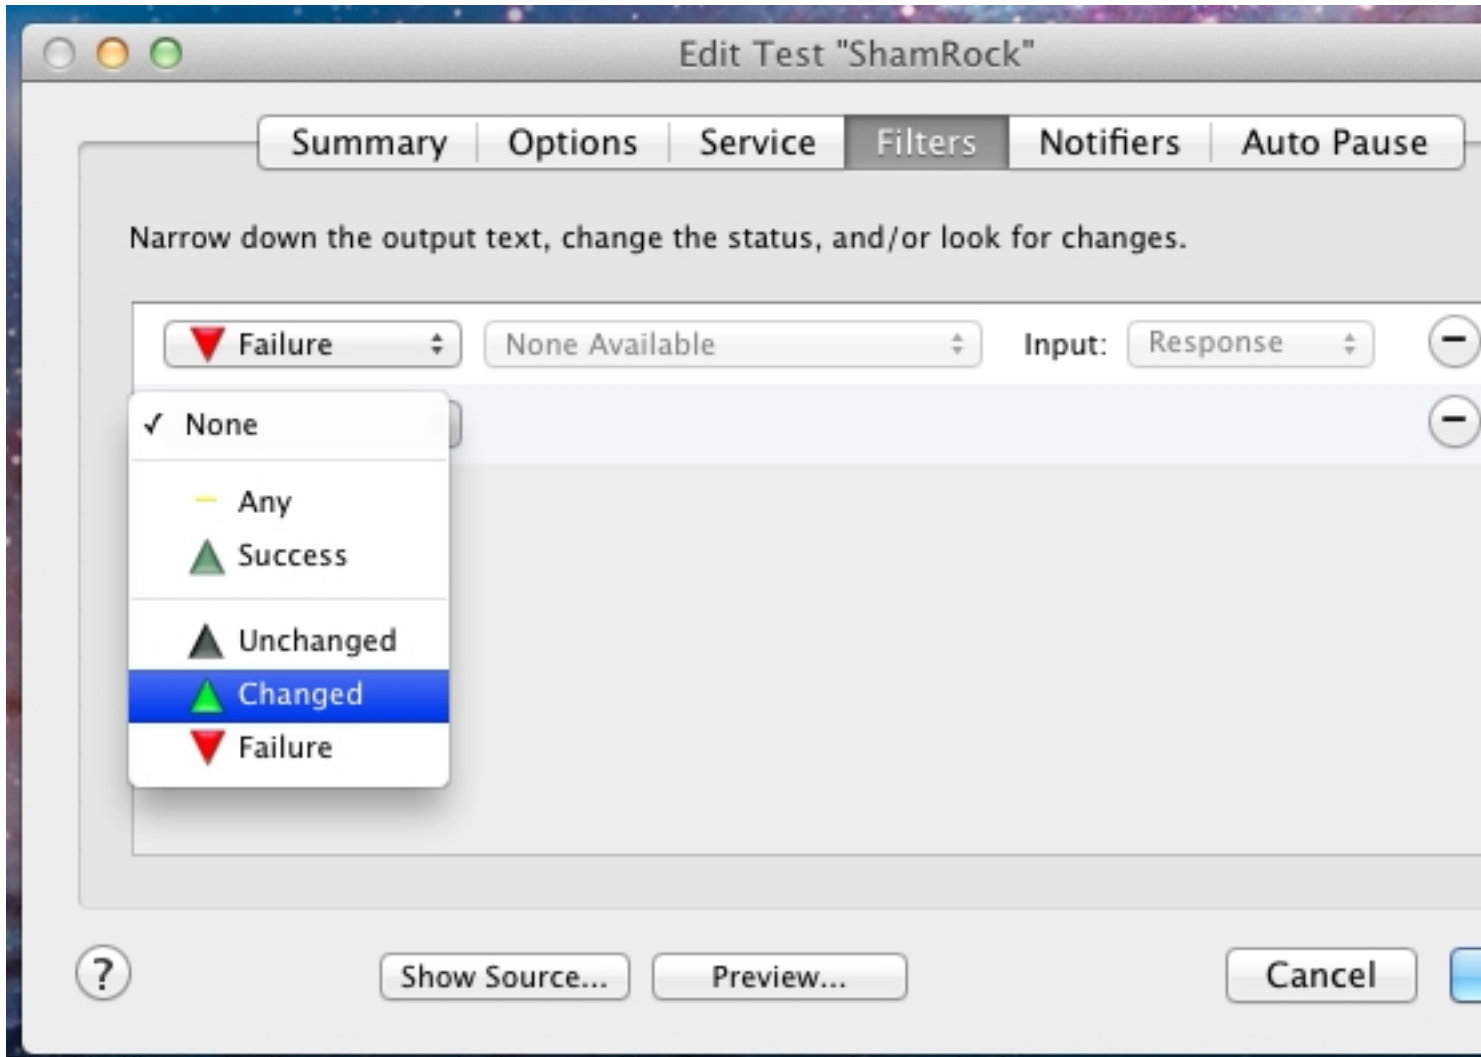 Edit Test "ShamRock"
Summary Options Service Filters Notifiers Auto Pause
Narrow down the output text, change the status, and/or look for changes.
Failure None Available Input: Response
✓ None
Any
Success
Unchanged
Changed
Failure
? Show Source... Preview... Cancel